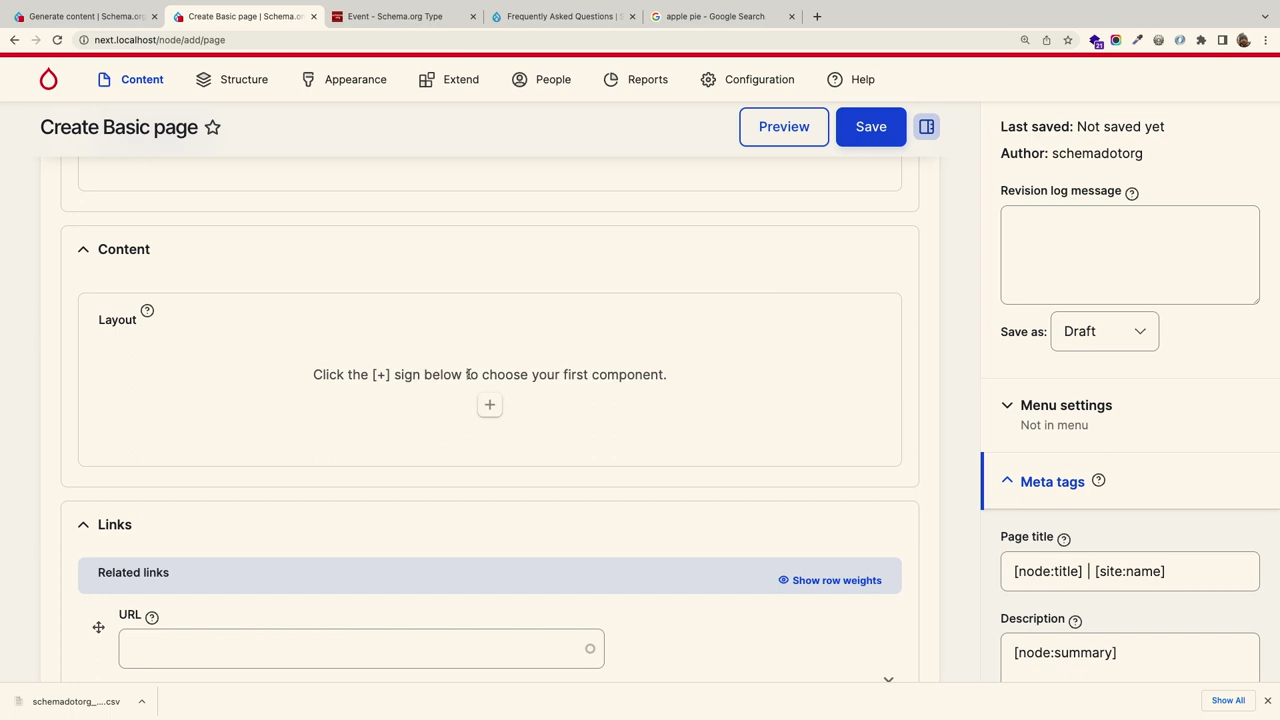 Generate content | Schema.org
Create Basic page | Schema.or
Event - Schema.org Type
Frequently Asked Questions | S
apple pie - Google Search
next.localhost/node/add/page
21
Content
Structure
Appearance
Extend
People
Reports
Configuration
Help
Create Basic page
Preview
Save
Content
Layout
Click the [+] sign below to choose your first component.
Links
Related links
Show row weights
URL
Last saved: Not saved yet
Author: schemadotorg
Revision log message
Save as:
Draft
Menu settings
Not in menu
Meta tags
Page title
[node:title] | [site:name]
Description
[node:summary]
schemadotorg_....csv
Show All